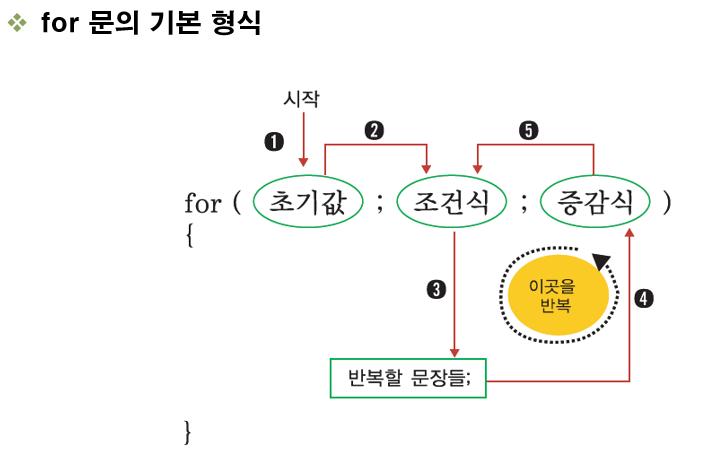 ❖ for 문의 기본 형식
시작
❶ ❷ ❺
for ( 초기값 ; 조건식 ; 증감식 )
{
❸ 이곳을 ❹
반복
반복할 문장들;
}